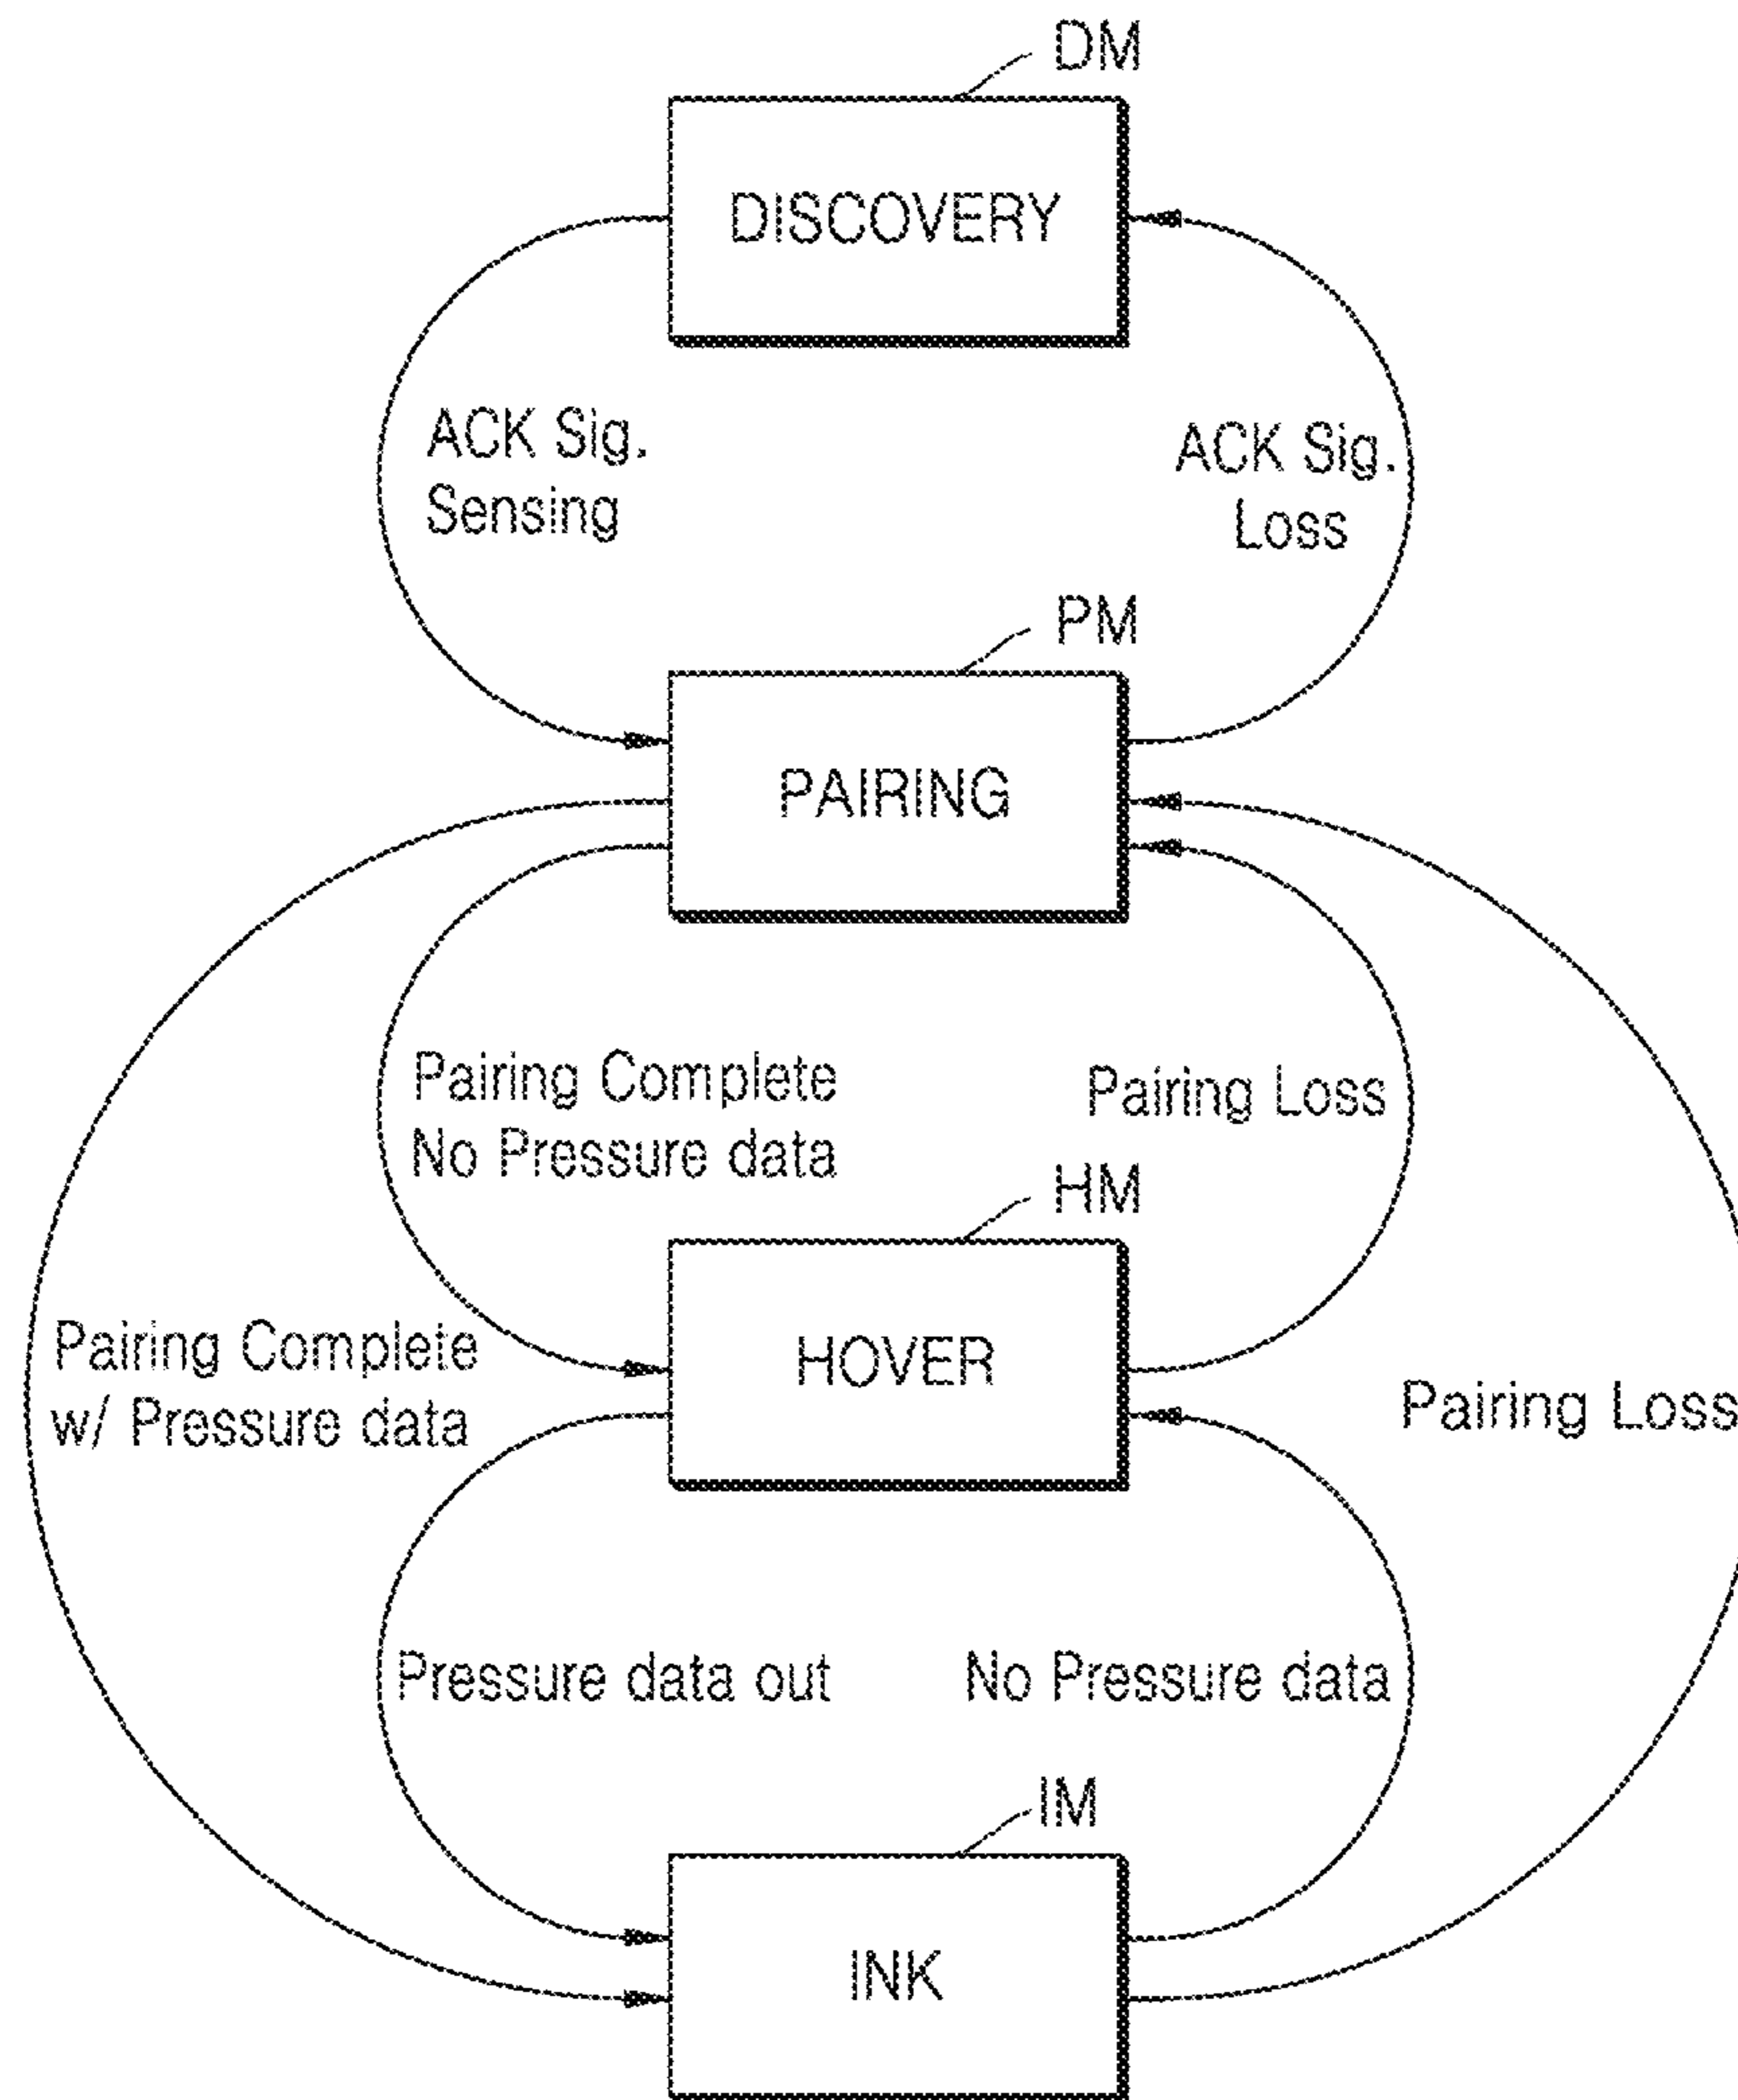 DM
DISCOVERY
ACK Sig.
Sensing
ACK Sig.
Loss
PM
PAIRING
Pairing Complete
No Pressure data
Pairing Loss
HM
HOVER
Pairing Complete
w/ Pressure data
Pairing Loss
Pressure data out
No Pressure data
IM
INK